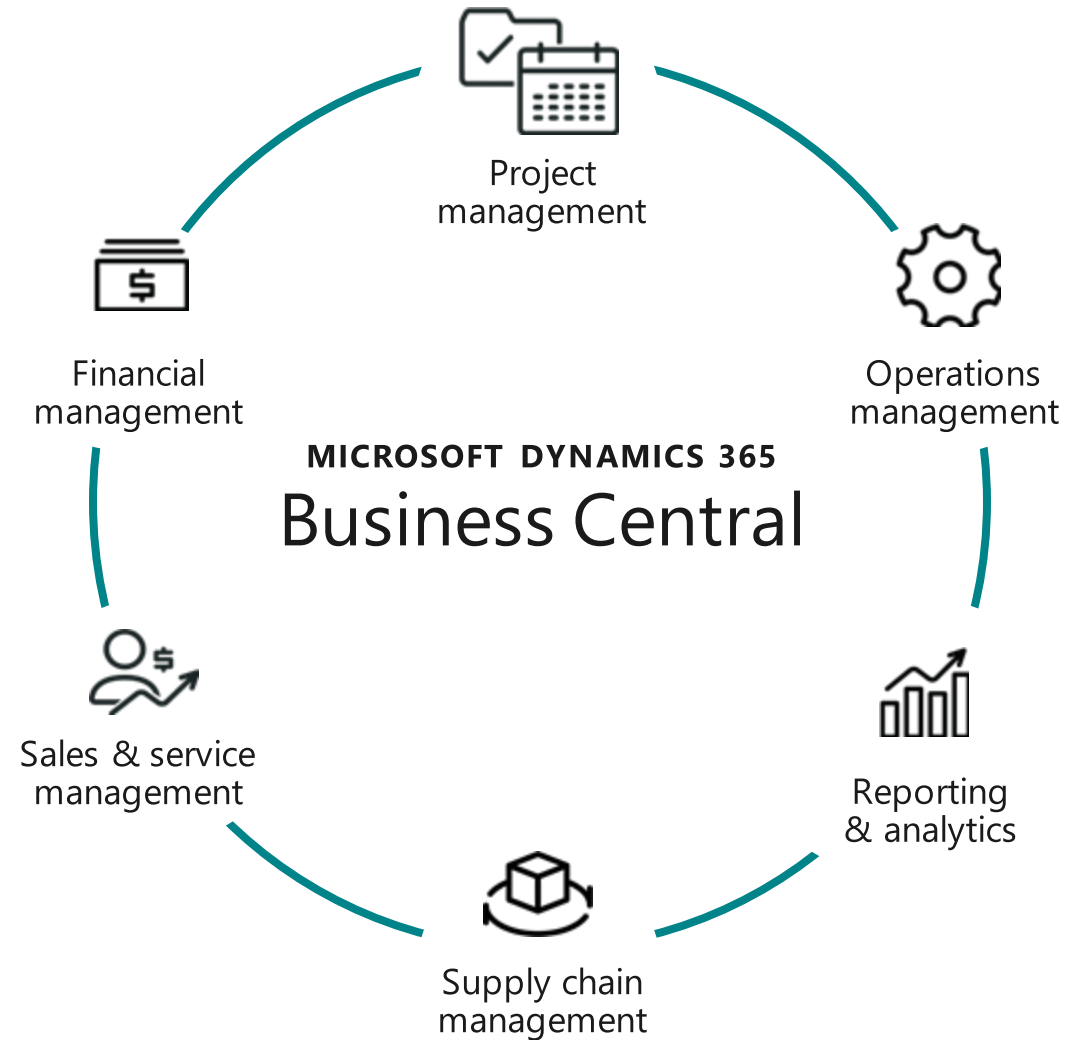 Project
management
Financial
management
Operations
management
MICROSOFT DYNAMICS 365
Business Central
Sales & service
management
Reporting
& analytics
Supply chain
management